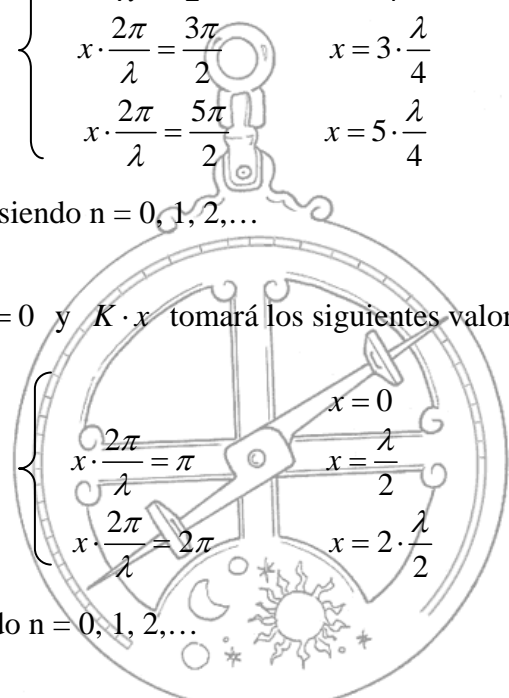 x · 2π/λ = 3π/2    x = 3 · λ/4
x · 2π/λ = 5π/2    x = 5 · λ/4
siendo n = 0, 1, 2,…
= 0 y K · x tomará los siguientes valor
x = 0
x · 2π/λ = π    x = λ/2
x · 2π/λ = 2π    x = 2 · λ/2
do n = 0, 1, 2,…